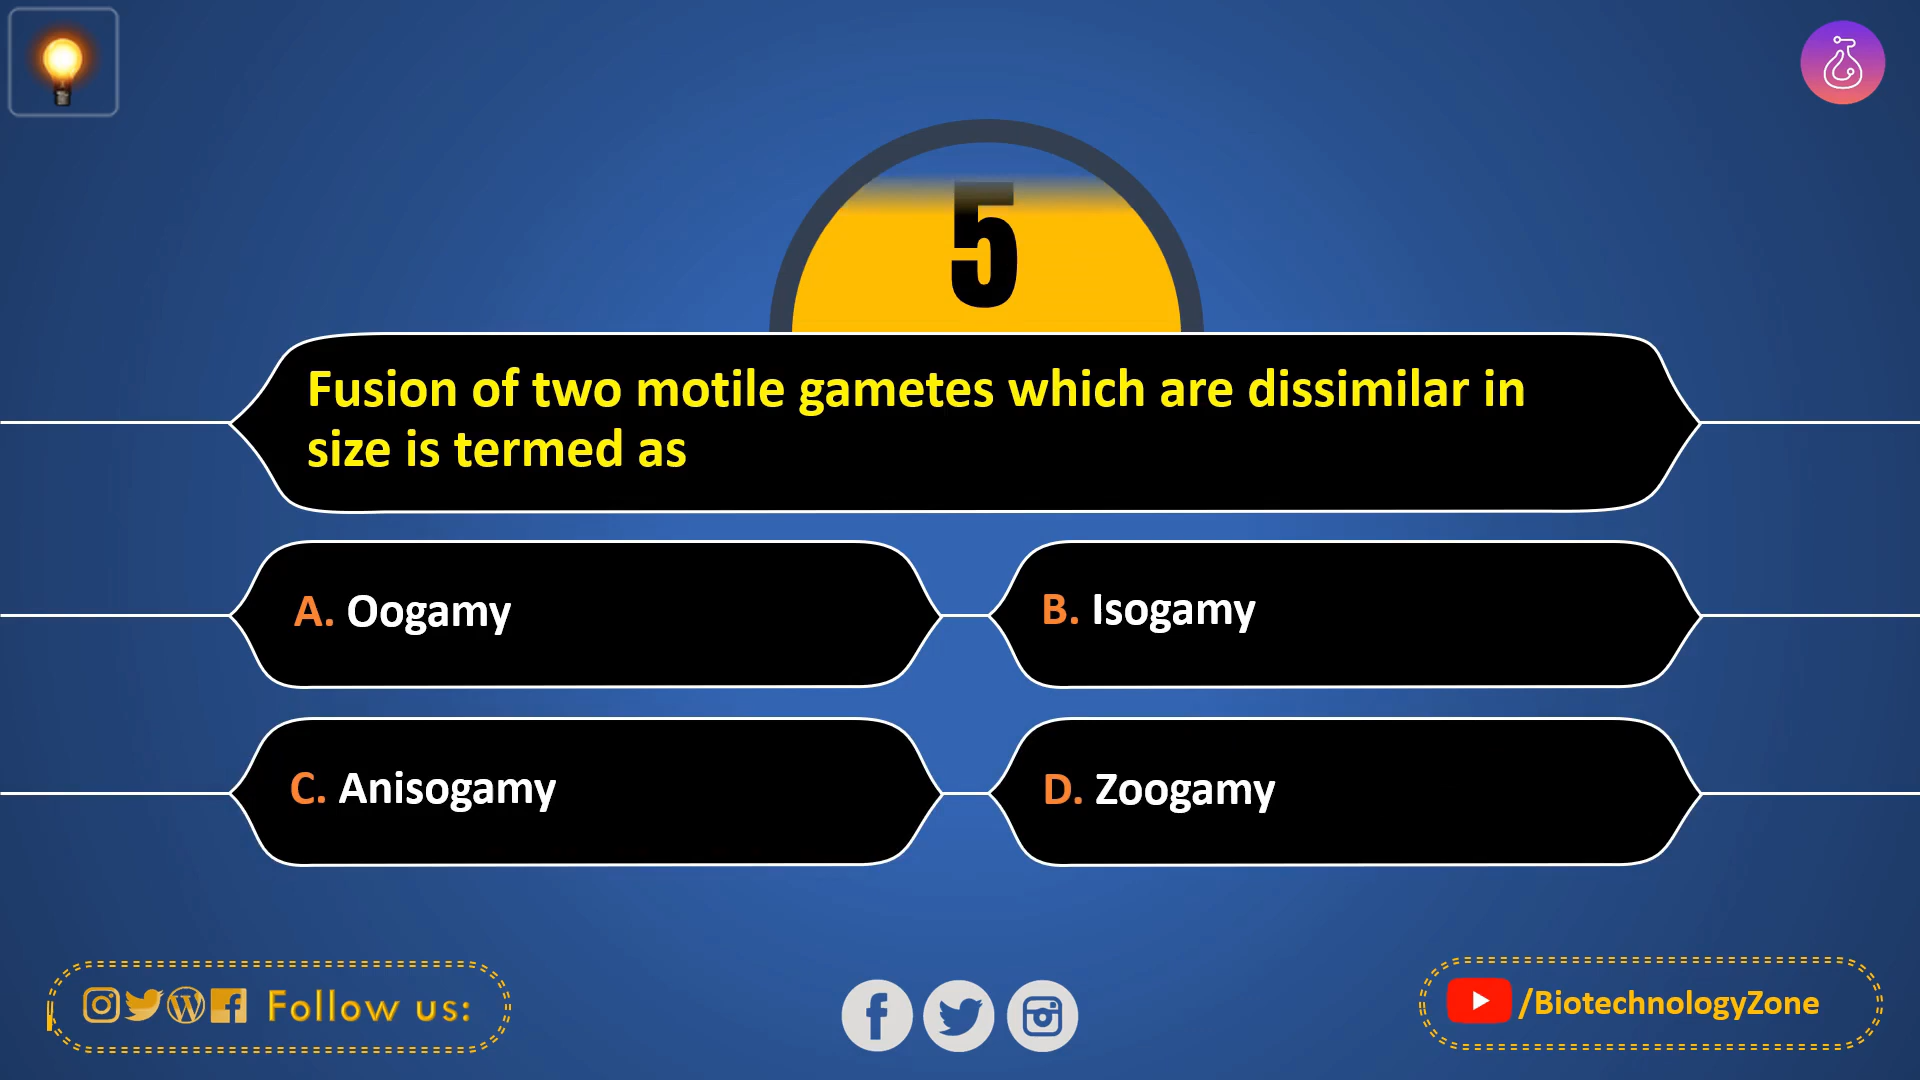 5
Fusion of two motile gametes which are dissimilar in
size is termed as
A. Oogamy
B. Isogamy
C. Anisogamy
D. Zoogamy
Follow us:
/BiotechnologyZone